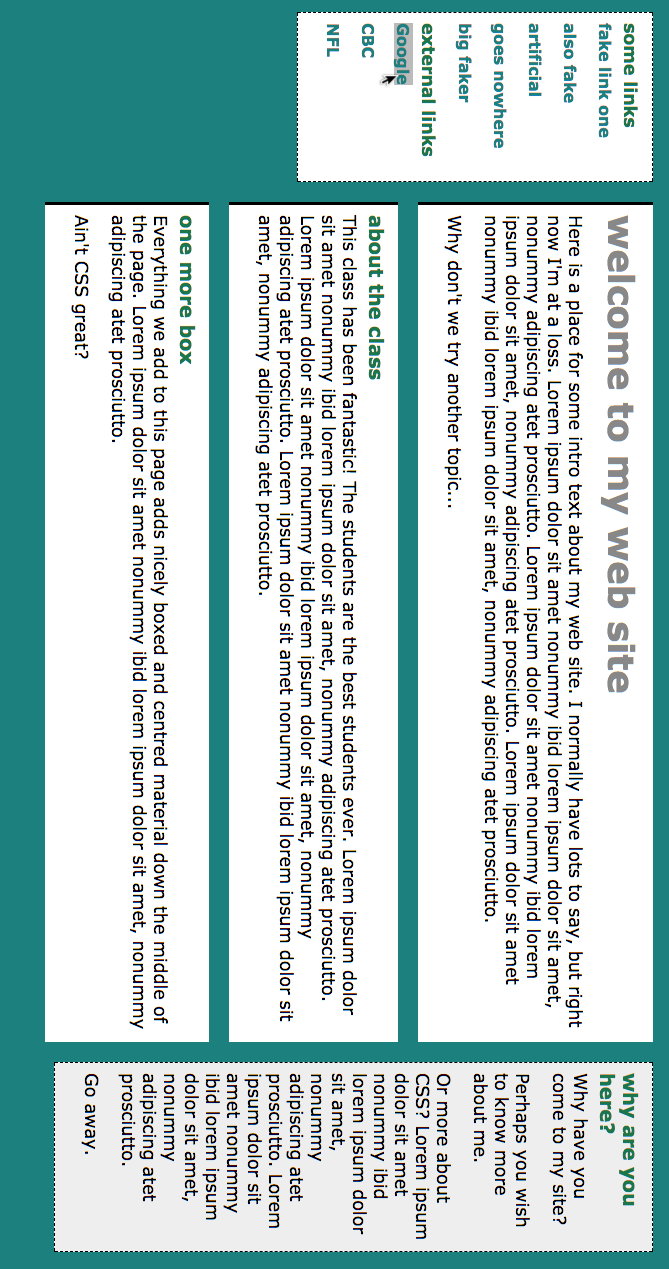 some links
fake link one
also fake
artificial
goes nowhere
big faker
external links
Google
CBC
NFL
welcome to my web site
Here is a place for some intro text about my web site. I normally have lots to say, but right
now I'm at a loss. Lorem ipsum dolor sit amet nonummy ibid lorem ipsum dolor sit amet,
nonummy adipiscing atet prosciutto. Lorem ipsum dolor sit amet nonummy ibid lorem
ipsum dolor sit amet, nonummy adipiscing atet prosciutto. Lorem ipsum dolor sit amet
nonummy ibid lorem ipsum dolor sit amet, nonummy adipiscing atet prosciutto.
Why don't we try another topic...
about the class
This class has been fantastic! The students are the best students ever. Lorem ipsum dolor
sit amet nonummy ibid lorem ipsum dolor sit amet, nonummy adipiscing atet prosciutto.
Lorem ipsum dolor sit amet nonummy ibid lorem ipsum dolor sit amet, nonummy
adipiscing atet prosciutto. Lorem ipsum dolor sit amet nonummy ibid lorem ipsum dolor sit
amet, nonummy adipiscing atet prosciutto.
one more box
Everything we add to this page adds nicely boxed and centred material down the middle of
the page. Lorem ipsum dolor sit amet nonummy ibid lorem ipsum dolor sit amet, nonummy
adipiscing atet prosciutto.
Ain't CSS great?
why are you
here?
Why have you
come to my site?
Perhaps you wish
to know more
about me.
Or more about
CSS? Lorem ipsum
dolor sit amet
nonummy ibid
lorem ipsum dolor
sit amet,
nonummy
adipiscing atet
prosciutto. Lorem
ipsum dolor sit
amet nonummy
ibid lorem ipsum
dolor sit amet,
nonummy
adipiscing atet
prosciutto.
Go away.